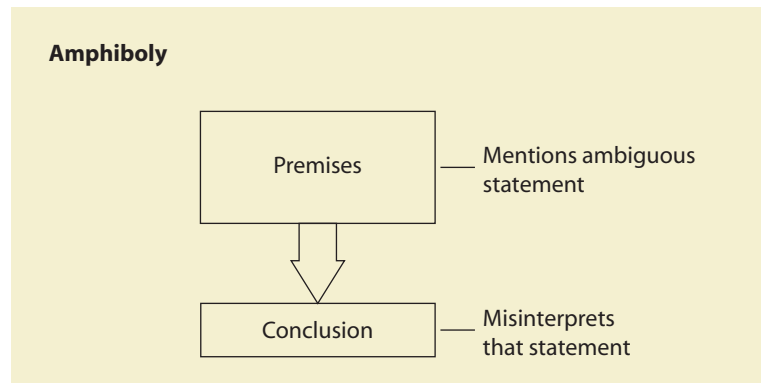 Amphiboly
Premises
Mentions ambiguous
statement
Conclusion
Misinterprets
that statement